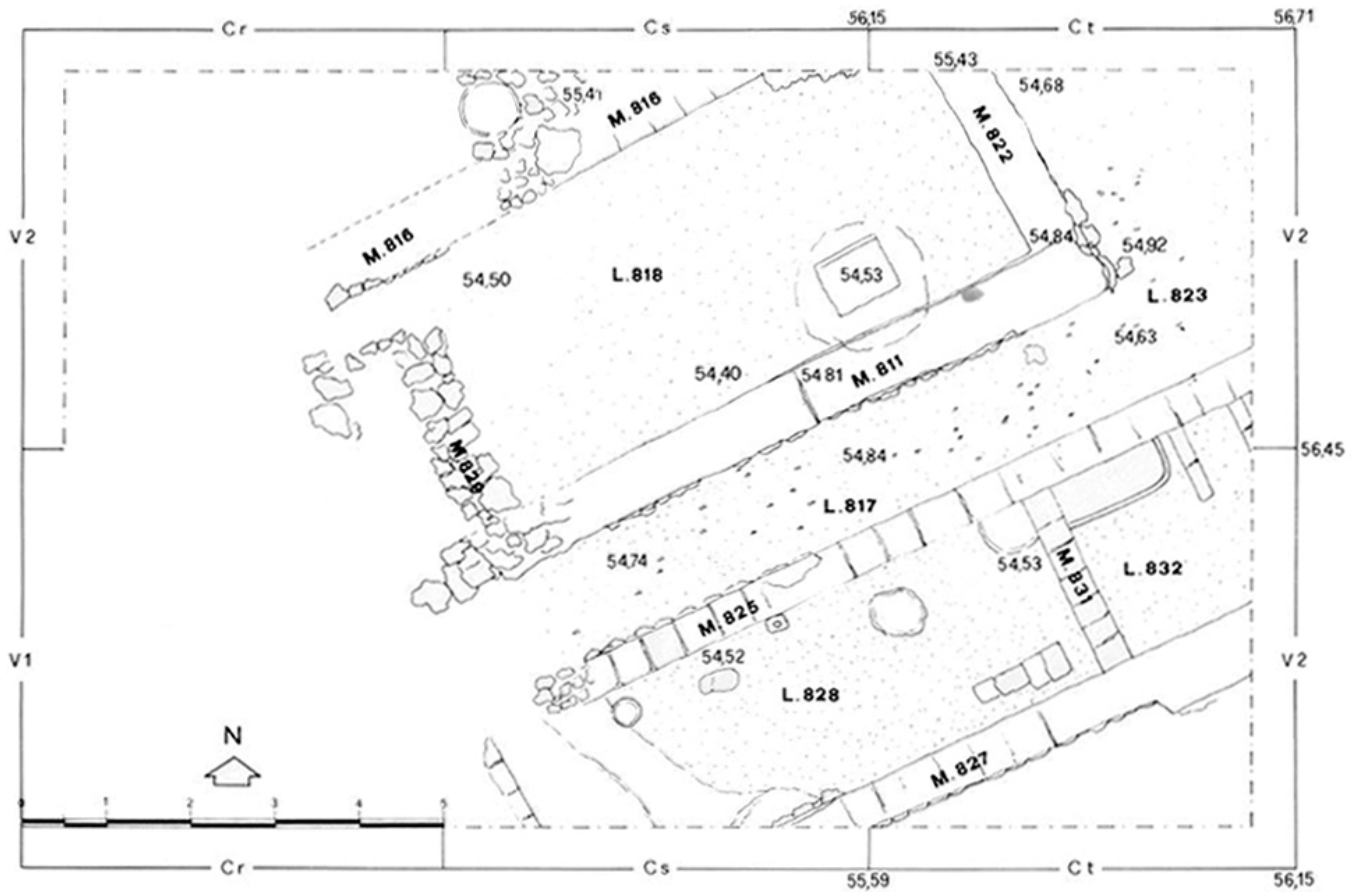 Cr
Cs
56,15
Ct
56,71
55,43
54,68
55,41
M.816
M.822
V2
V2
M.816
54,84
54,92
54,50
L.818
54,53
L.823
54,63
54,40
54,81
M.811
56,45
M.829
54,84
L.817
54,74
54,53
M.831
L.832
M.825
V1
54,52
V2
L.828
N
M.827
0 1 2 3 4 5
Cr
Cs
55,59
Ct
56,15